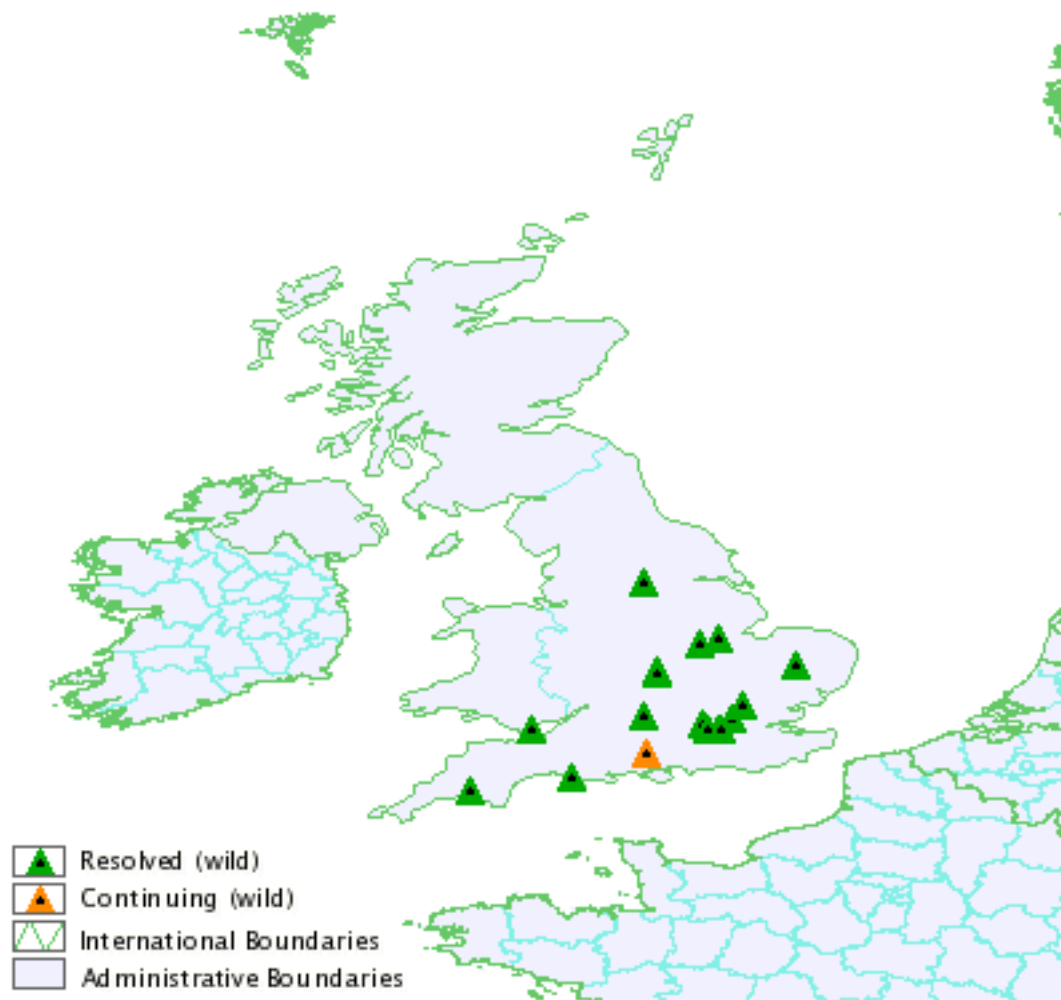 Resolved (wild)
Continuing (wild)
International Boundaries
Administrative Boundaries